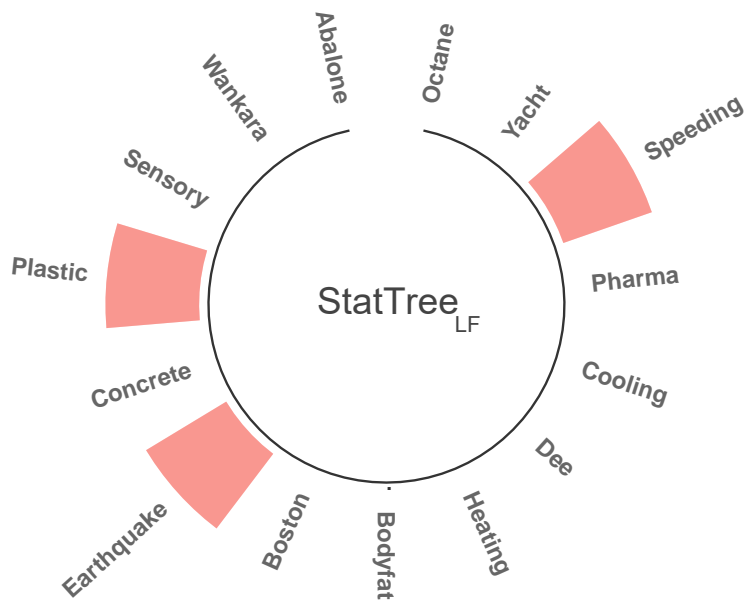 Octane
Yacht
Speeding
Pharma
Cooling
Dee
Heating
Bodyfat
Boston
Earthquake
Concrete
Plastic
Sensory
Wankara
Abalone
StatTree LF